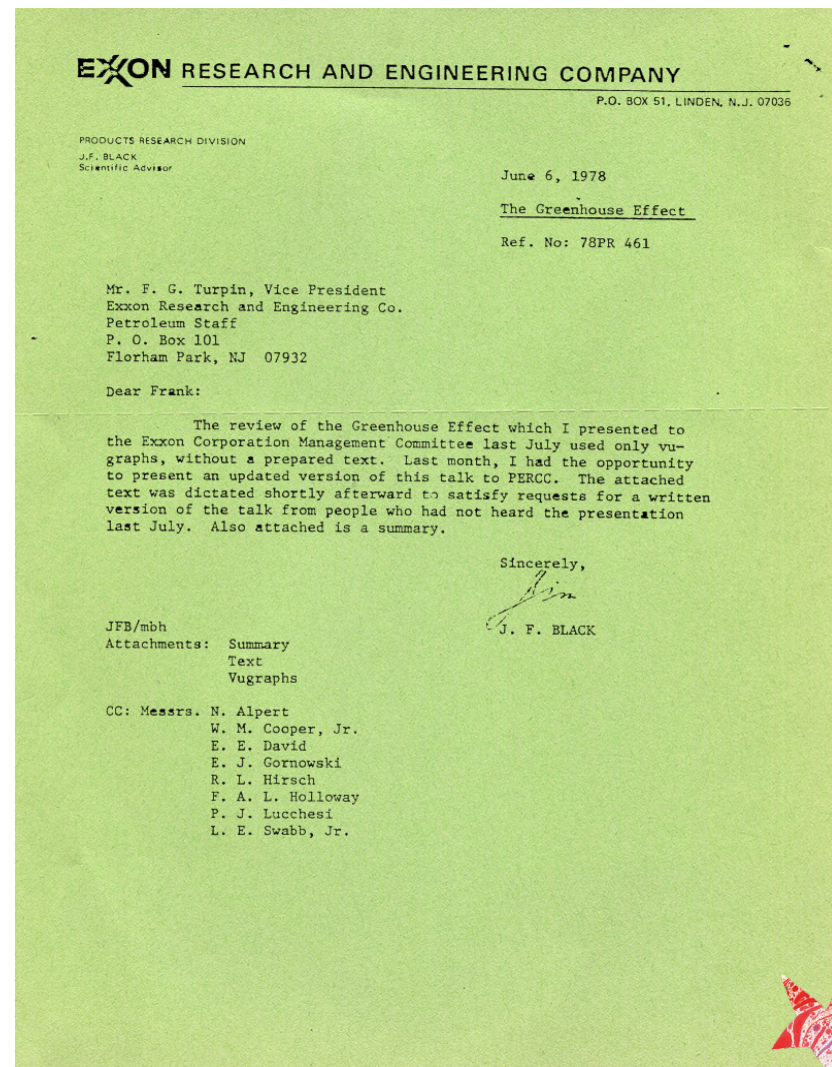 EXXON RESEARCH AND ENGINEERING COMPANY
P.O. BOX 51, LINDEN, N.J. 07036
PRODUCTS RESEARCH DIVISION
J.F. BLACK
Scientific Advisor
June 6, 1978
The Greenhouse Effect
Ref. No: 78PR 461
Mr. F. G. Turpin, Vice President
Exxon Research and Engineering Co.
Petroleum Staff
P. O. Box 101
Florham Park, NJ 07932
Dear Frank:
The review of the Greenhouse Effect which I presented to
the Exxon Corporation Management Committee last July used only vu-
graphs, without a prepared text. Last month, I had the opportunity
to present an updated version of this talk to PERCC. The attached
text was dictated shortly afterward to satisfy requests for a written
version of the talk from people who had not heard the presentation
last July. Also attached is a summary.
Sincerely,
Jim
J. F. BLACK
JFB/mbh
Attachments: Summary
Text
Vugraphs
CC: Messrs. N. Alpert
W. M. Cooper, Jr.
E. E. David
E. J. Gornowski
R. L. Hirsch
F. A. L. Holloway
P. J. Lucchesi
L. E. Swabb, Jr.